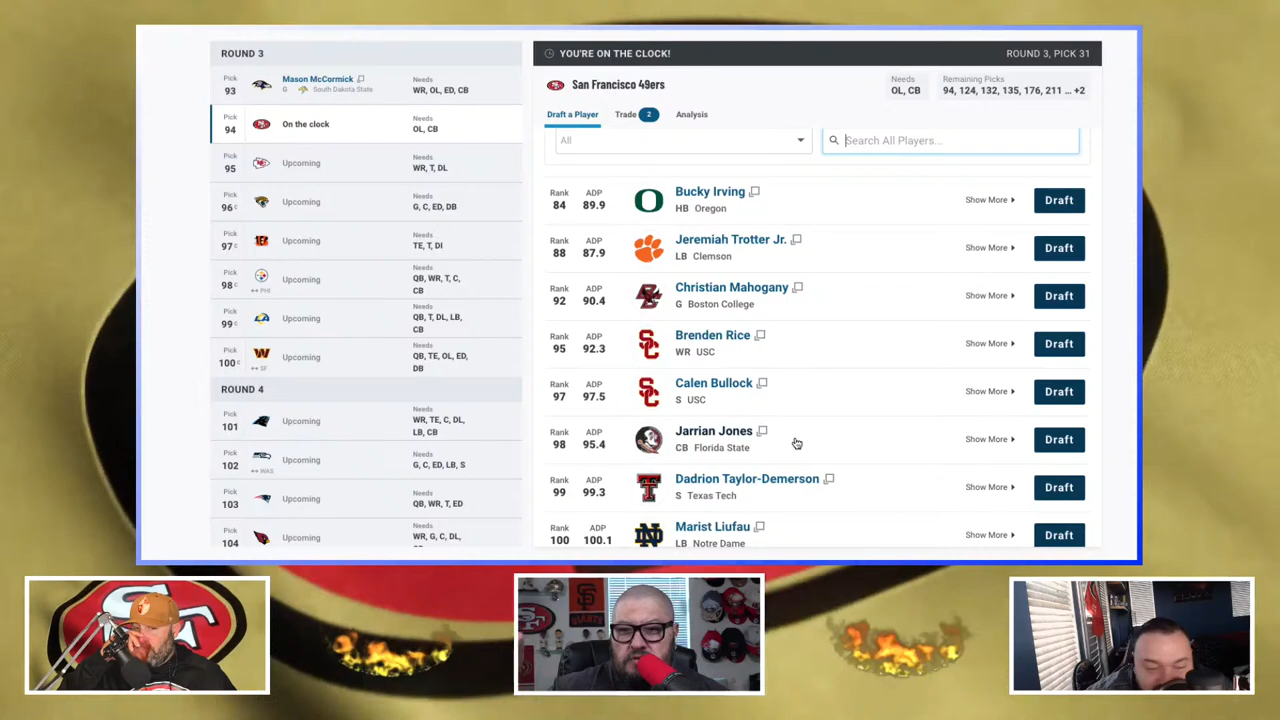 ROUND 3
Pick 93
Mason McCormick
G South Dakota State
Needs
WR, OL, ED, CB
Pick 94
On the clock
Needs
OL, CB
Pick 95
Upcoming
Needs
WR, T, DL
Pick 96 c
Upcoming
Needs
G, C, ED, DB
Pick 97 c
Upcoming
Needs
TE, T, DI
Pick 98 c
↔ PHI
Upcoming
Needs
QB, WR, T, C,
CB
Pick 99 c
Upcoming
Needs
QB, T, DL, LB,
CB
Pick 100 c
↔ SF
Upcoming
Needs
QB, TE, OL, ED,
DB
ROUND 4
Pick 101
Upcoming
Needs
WR, TE, C, DL,
LB, CB
Pick 102
↔ WAS
Upcoming
Needs
G, C, ED, LB, S
Pick 103
Upcoming
Needs
QB, WR, T, ED
Pick 104
Upcoming
Needs
WR, G, C, DL,
YOU'RE ON THE CLOCK!
ROUND 3, PICK 31
San Francisco 49ers
Needs
OL, CB
Remaining Picks
94, 124, 132, 135, 176, 211 ... +2
Draft a Player
Trade 2
Analysis
All
Search All Players...
Rank 84 ADP 89.9
Bucky Irving
HB Oregon
Show More
Draft
Rank 88 ADP 87.9
Jeremiah Trotter Jr.
LB Clemson
Show More
Draft
Rank 92 ADP 90.4
Christian Mahogany
G Boston College
Show More
Draft
Rank 95 ADP 92.3
Brenden Rice
WR USC
Show More
Draft
Rank 97 ADP 97.5
Calen Bullock
S USC
Show More
Draft
Rank 98 ADP 95.4
Jarrian Jones
CB Florida State
Show More
Draft
Rank 99 ADP 99.3
Dadrion Taylor-Demerson
S Texas Tech
Show More
Draft
Rank 100 ADP 100.1
Marist Liufau
LB Notre Dame
Show More
Draft